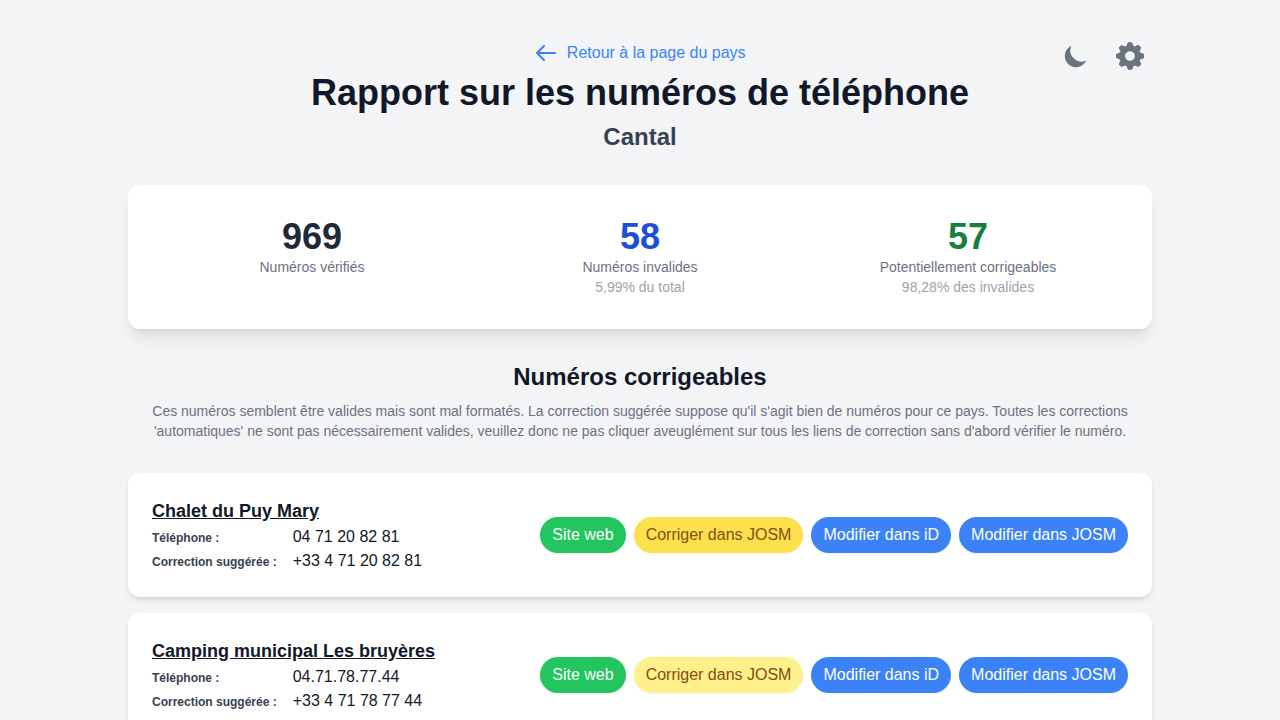 Retour à la page du pays
Rapport sur les numéros de téléphone
Cantal
969
Numéros vérifiés
58
Numéros invalides
5,99% du total
57
Potentiellement corrigeables
98,28% des invalides
Numéros corrigeables
Ces numéros semblent être valides mais sont mal formatés. La correction suggérée suppose qu'il s'agit bien de numéros pour ce pays. Toutes les corrections
'automatiques' ne sont pas nécessairement valides, veuillez donc ne pas cliquer aveuglément sur tous les liens de correction sans d'abord vérifier le numéro.
Chalet du Puy Mary
Téléphone : 04 71 20 82 81
Correction suggérée : +33 4 71 20 82 81
Site web Corriger dans JOSM Modifier dans iD Modifier dans JOSM
Camping municipal Les bruyères
Téléphone : 04.71.78.77.44
Correction suggérée : +33 4 71 78 77 44
Site web Corriger dans JOSM Modifier dans iD Modifier dans JOSM